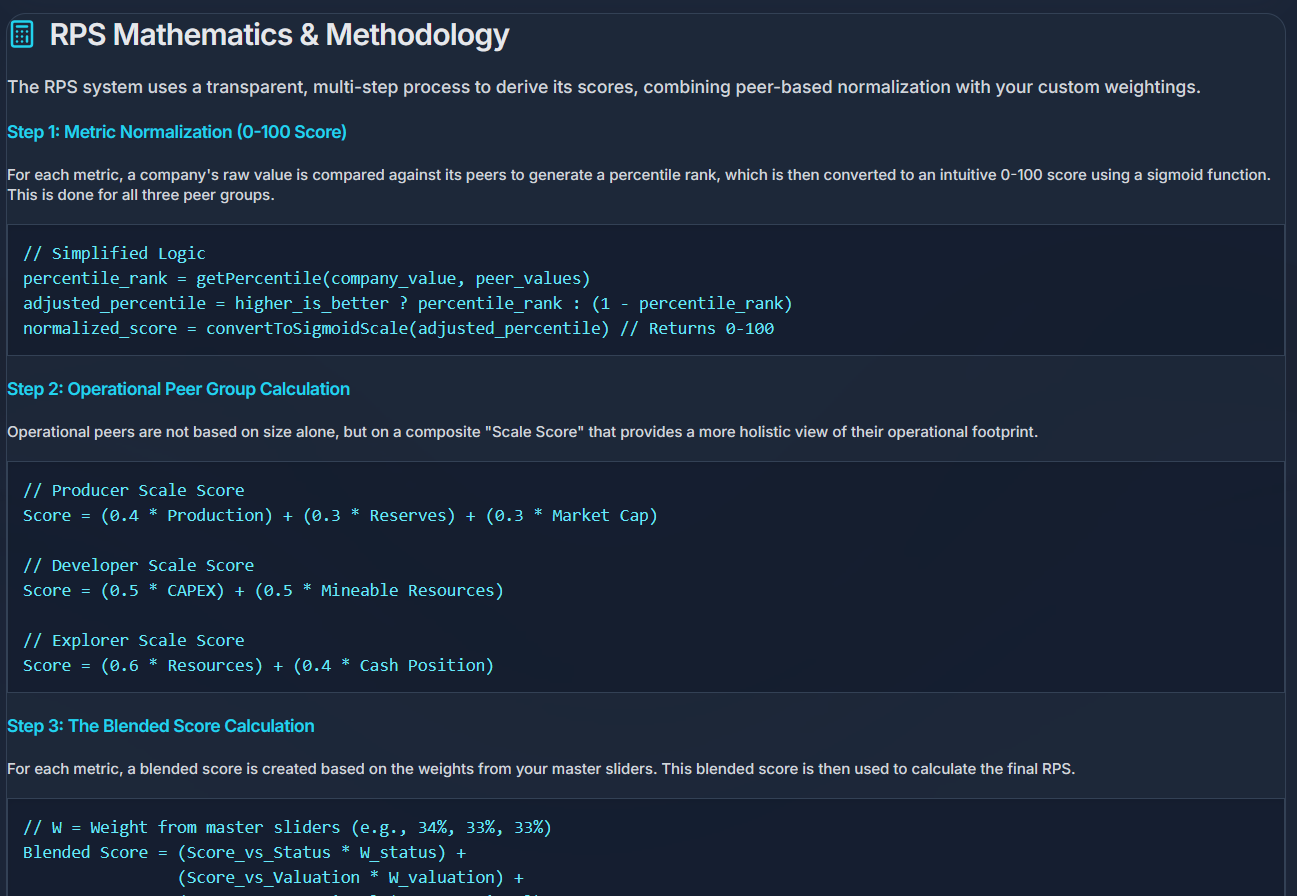 RPS Mathematics & Methodology
The RPS system uses a transparent, multi-step process to derive its scores, combining peer-based normalization with your custom weightings.
Step 1: Metric Normalization (0-100 Score)
For each metric, a company's raw value is compared against its peers to generate a percentile rank, which is then converted to an intuitive 0-100 score using a sigmoid function.
This is done for all three peer groups.
// Simplified Logic
percentile_rank = getPercentile(company_value, peer_values)
adjusted_percentile = higher_is_better ? percentile_rank : (1 - percentile_rank)
normalized_score = convertToSigmoidScale(adjusted_percentile) // Returns 0-100
Step 2: Operational Peer Group Calculation
Operational peers are not based on size alone, but on a composite "Scale Score" that provides a more holistic view of their operational footprint.
// Producer Scale Score
Score = (0.4 * Production) + (0.3 * Reserves) + (0.3 * Market Cap)
// Developer Scale Score
Score = (0.5 * CAPEX) + (0.5 * Mineable Resources)
// Explorer Scale Score
Score = (0.6 * Resources) + (0.4 * Cash Position)
Step 3: The Blended Score Calculation
For each metric, a blended score is created based on the weights from your master sliders. This blended score is then used to calculate the final RPS.
// W = Weight from master sliders (e.g., 34%, 33%, 33%)
Blended Score = (Score_vs_Status * W_status) +
(Score_vs_Valuation * W_valuation) +